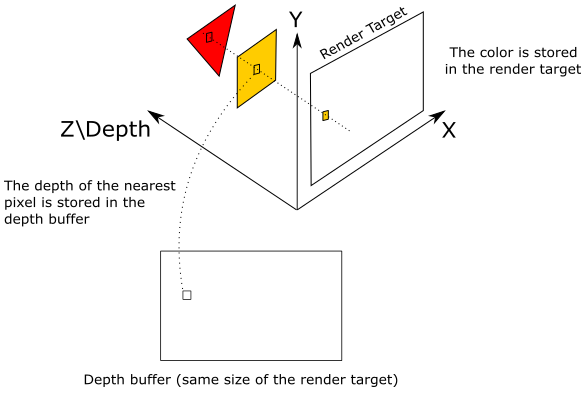 Y
Render Target
The color is stored
in the render target
Z\Depth
X
The depth of the nearest
pixel is stored in the
depth buffer
Depth buffer (same size of the render target)